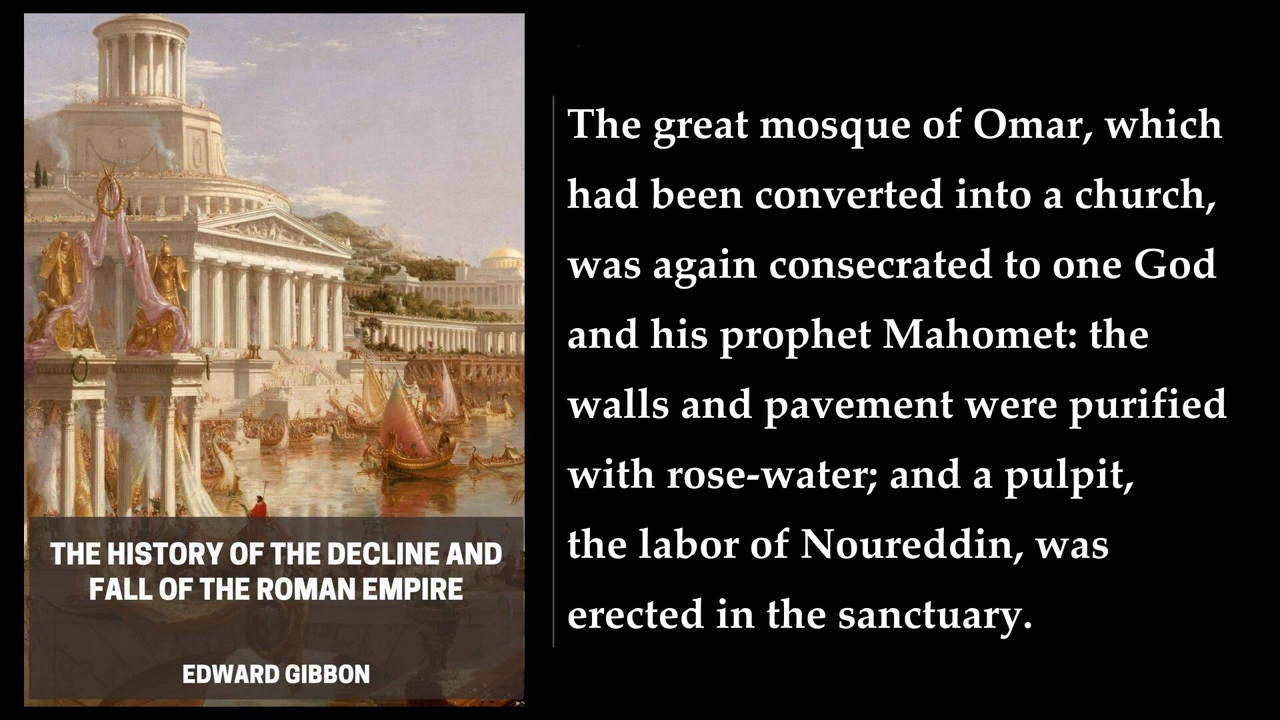 THE HISTORY OF THE DECLINE AND
FALL OF THE ROMAN EMPIRE
EDWARD GIBBON
The great mosque of Omar, which
had been converted into a church,
was again consecrated to one God
and his prophet Mahomet: the
walls and pavement were purified
with rose-water; and a pulpit,
the labor of Noureddin, was
erected in the sanctuary.